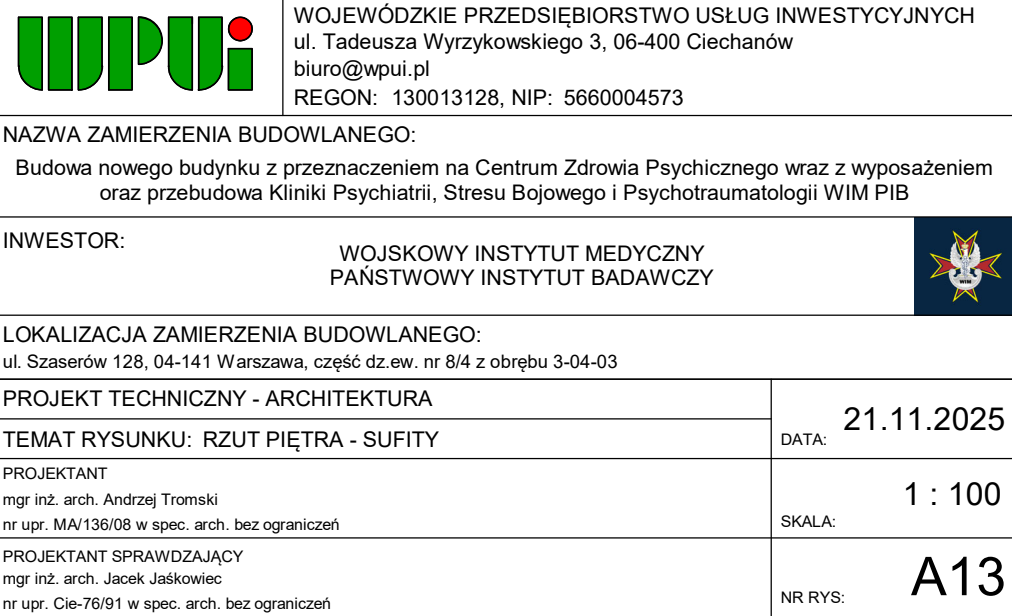 WPUi
WOJEWÓDZKIE PRZEDSIĘBIORSTWO USŁUG INWESTYCYJNYCH
ul. Tadeusza Wyrzykowskiego 3, 06-400 Ciechanów
biuro@wpui.pl
REGON: 130013128, NIP: 5660004573
NAZWA ZAMIERZENIA BUDOWLANEGO:
Budowa nowego budynku z przeznaczeniem na Centrum Zdrowia Psychicznego wraz z wyposażeniem
oraz przebudowa Kliniki Psychiatrii, Stresu Bojowego i Psychotraumatologii WIM PIB
INWESTOR:
WOJSKOWY INSTYTUT MEDYCZNY
PAŃSTWOWY INSTYTUT BADAWCZY
WIM
LOKALIZACJA ZAMIERZENIA BUDOWLANEGO:
ul. Szaserów 128, 04-141 Warszawa, część dz.ew. nr 8/4 z obrębu 3-04-03
PROJEKT TECHNICZNY - ARCHITEKTURA
TEMAT RYSUNKU: RZUT PIĘTRA - SUFITY
DATA: 21.11.2025
PROJEKTANT
mgr inż. arch. Andrzej Tromski
nr upr. MA/136/08 w spec. arch. bez ograniczeń
SKALA: 1 : 100
PROJEKTANT SPRAWDZAJĄCY
mgr inż. arch. Jacek Jaśkowiec
nr upr. Cie-76/91 w spec. arch. bez ograniczeń
NR RYS: A13